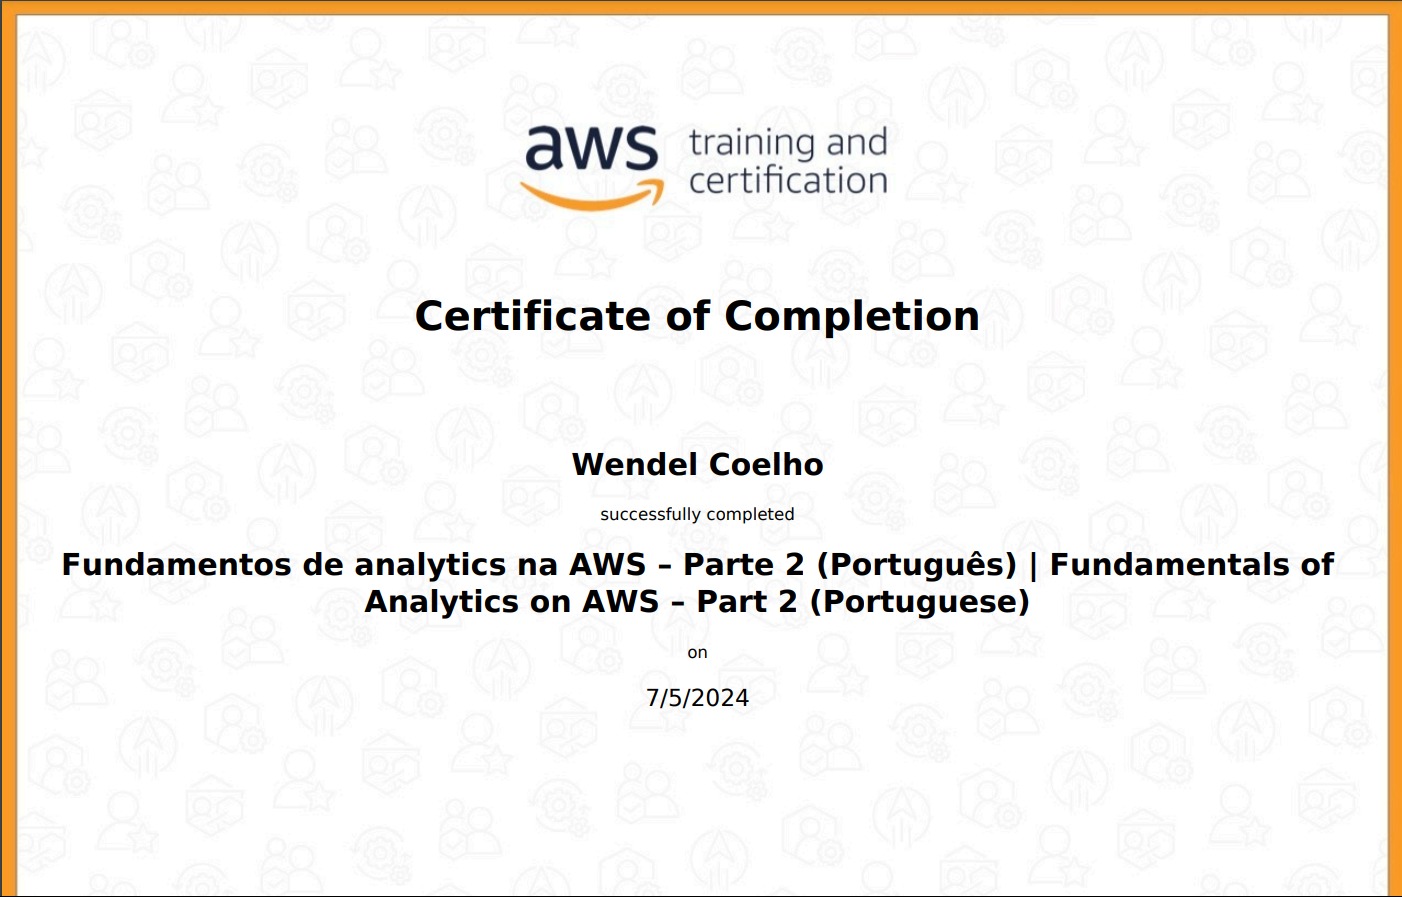 aws training and
certification
Certificate of Completion
Wendel Coelho
successfully completed
Fundamentos de analytics na AWS – Parte 2 (Português) | Fundamentals of
Analytics on AWS – Part 2 (Portuguese)
on
7/5/2024